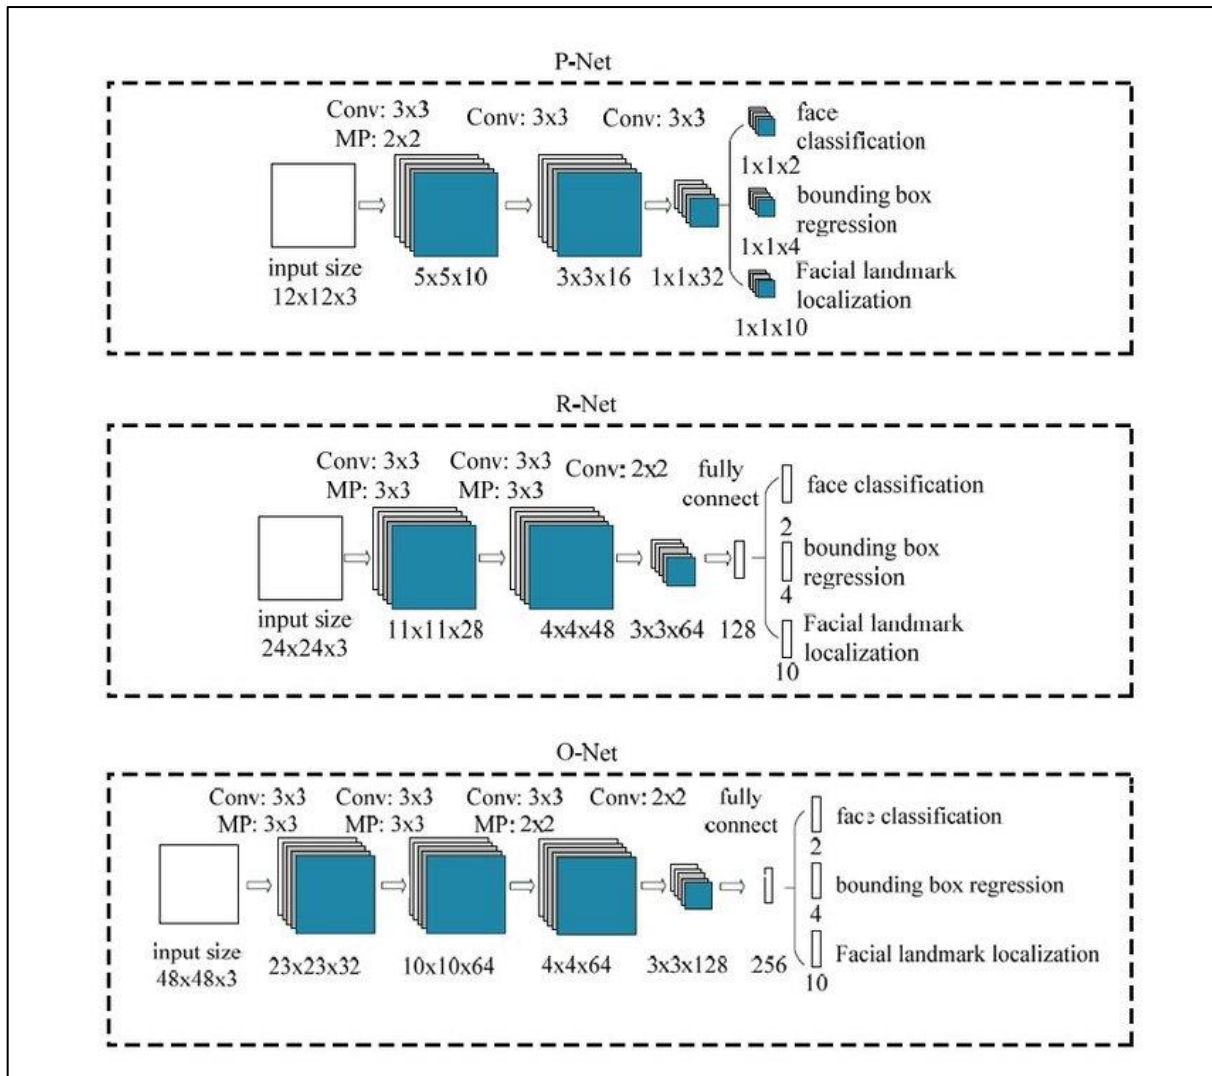 P-Net
Conv: 3x3
MP: 2x2
Conv: 3x3
Conv: 3x3
input size
12x12x3
5x5x10
3x3x16
1x1x32
face
classification
1x1x2
bounding box
regression
1x1x4
Facial landmark
localization
1x1x10
R-Net
Conv: 3x3
MP: 3x3
Conv: 3x3
MP: 3x3
Conv: 2x2
fully
connect
input size
24x24x3
11x11x28
4x4x48
3x3x64
128
face classification
2
bounding box
regression
4
Facial landmark
localization
10
O-Net
Conv: 3x3
MP: 3x3
Conv: 3x3
MP: 3x3
Conv: 3x3
MP: 2x2
Conv: 2x2
fully
connect
input size
48x48x3
23x23x32
10x10x64
4x4x64
3x3x128
256
face classification
2
bounding box regression
4
Facial landmark localization
10